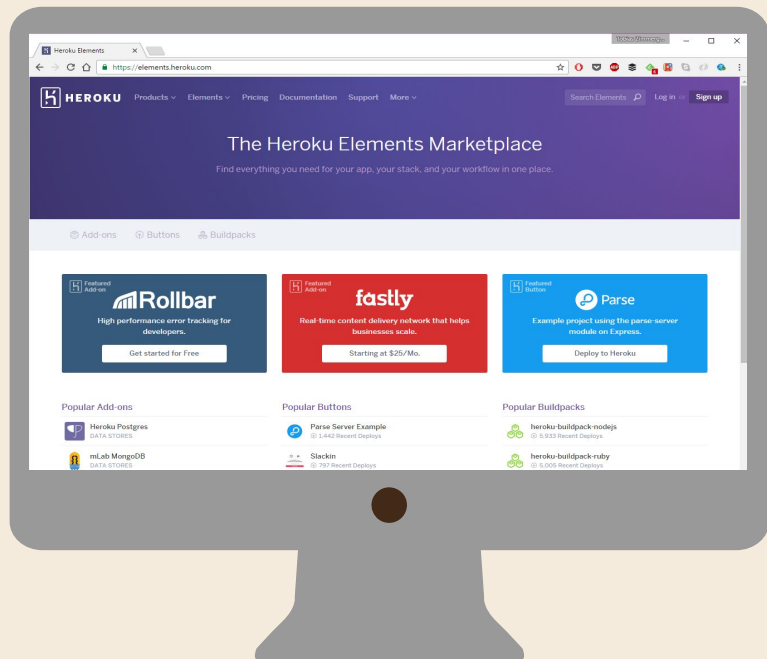 Heroku Elements
https://elements.heroku.com
HEROKU Products Elements Pricing Documentation Support More Search Elements Log in or Sign up
The Heroku Elements Marketplace
Find everything you need for your app, your stack, and your workflow in one place.
Add-ons Buttons Buildpacks
Featured
Add-on
Rollbar
High performance error tracking for
developers.
Get started for Free
Featured
Add-on
fastly
Real-time content delivery network that helps
businesses scale.
Starting at $25/Mo.
Featured
Button
Parse
Example project using the parse-server
module on Express.
Deploy to Heroku
Popular Add-ons
Heroku Postgres
DATA STORES
mLab MongoDB
DATA STORES
Popular Buttons
Parse Server Example
1,442 Recent Deploys
Slackin
797 Recent Deploys
Popular Buildpacks
heroku-buildpack-nodejs
5,933 Recent Deploys
heroku-buildpack-ruby
5,005 Recent Deploys